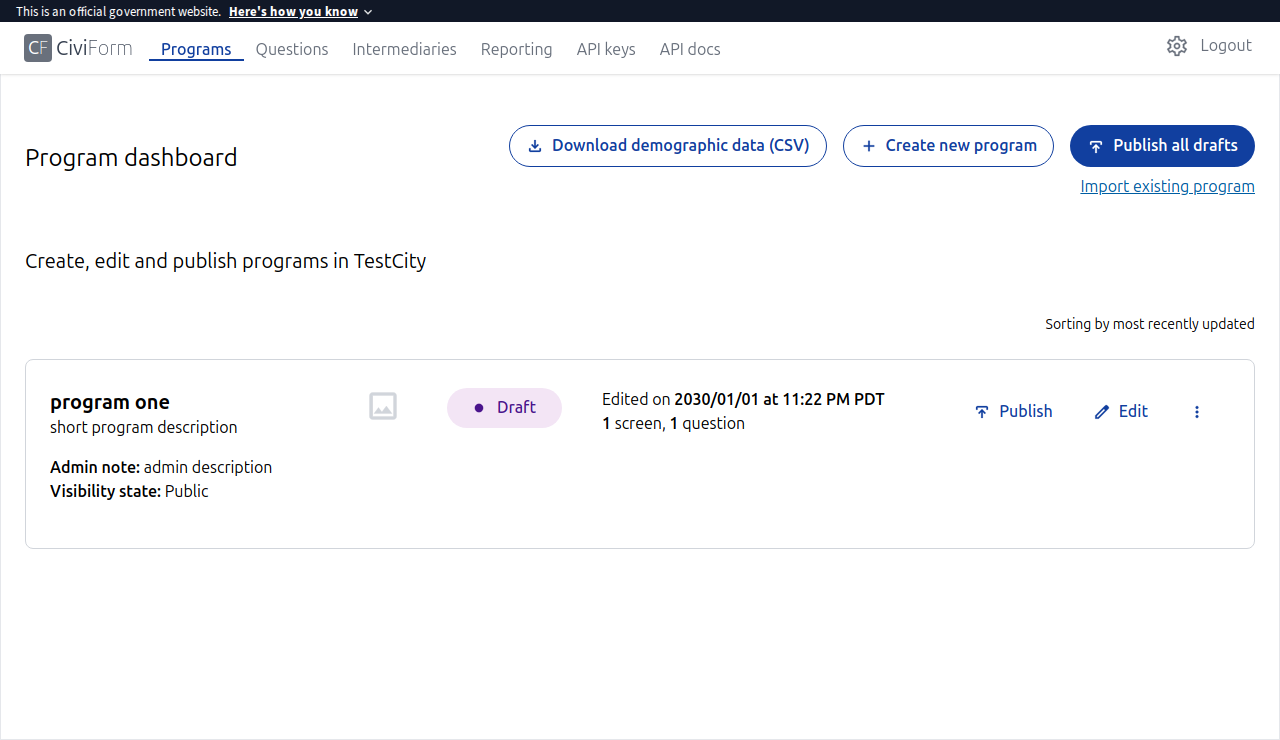 This is an official government website. Here's how you know
CF CiviForm Programs Questions Intermediaries Reporting API keys API docs Logout
Program dashboard
Download demographic data (CSV) Create new program Publish all drafts
Import existing program
Create, edit and publish programs in TestCity
Sorting by most recently updated
program one
short program description
Admin note: admin description
Visibility state: Public
Draft
Edited on 2030/01/01 at 11:22 PM PDT
1 screen, 1 question
Publish Edit